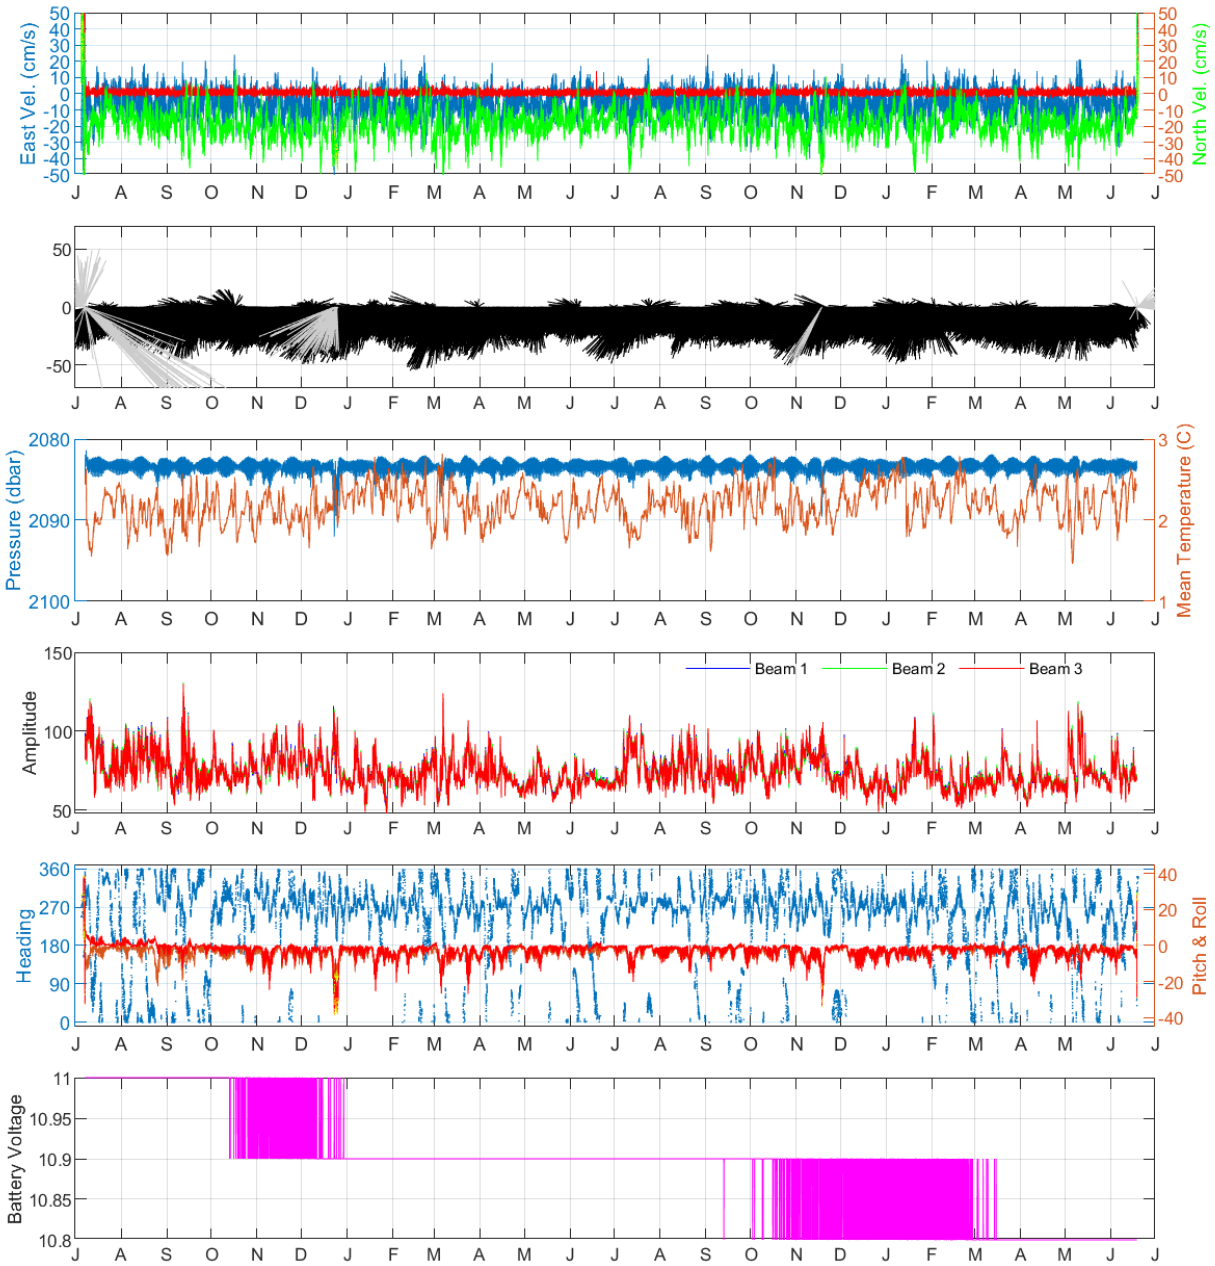 50 40 30 20 10 0 -10 -20 -30 -40 -50
East Vel. (cm/s)
50 40 30 20 10 0 -10 -20 -30 -40 -50
North Vel. (cm/s)
J A S O N D J F M A M J J A S O N D J F M A M J J
50 0 -50
J A S O N D J F M A M J J A S O N D J F M A M J J
2080 2090 2100
Pressure (dbar)
3 2 1
Mean Temperature (C)
J A S O N D J F M A M J J A S O N D J F M A M J J
150 100 50
Amplitude
Beam 1 Beam 2 Beam 3
J A S O N D J F M A M J J A S O N D J F M A M J J
360 270 180 90 0
Heading
40 20 0 -20 -40
Pitch & Roll
J A S O N D J F M A M J J A S O N D J F M A M J J
11 10.95 10.9 10.85 10.8
Battery Voltage
J A S O N D J F M A M J J A S O N D J F M A M J J